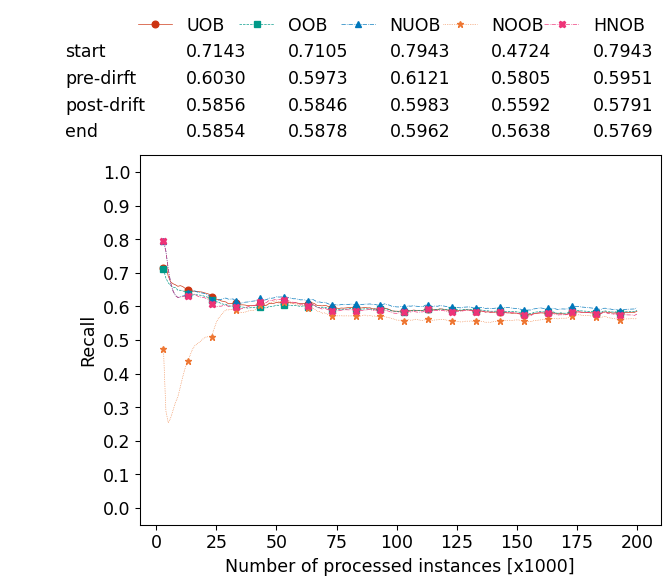 UOB OOB NUOB NOOB HNOB
start 0.7143 0.7105 0.7943 0.4724 0.7943
pre-dirft 0.6030 0.5973 0.6121 0.5805 0.5951
post-drift 0.5856 0.5846 0.5983 0.5592 0.5791
end 0.5854 0.5878 0.5962 0.5638 0.5769
1.0
0.9
0.8
0.7
0.6
0.5
0.4
0.3
0.2
0.1
0.0
Recall
0 25 50 75 100 125 150 175 200
Number of processed instances [x1000]